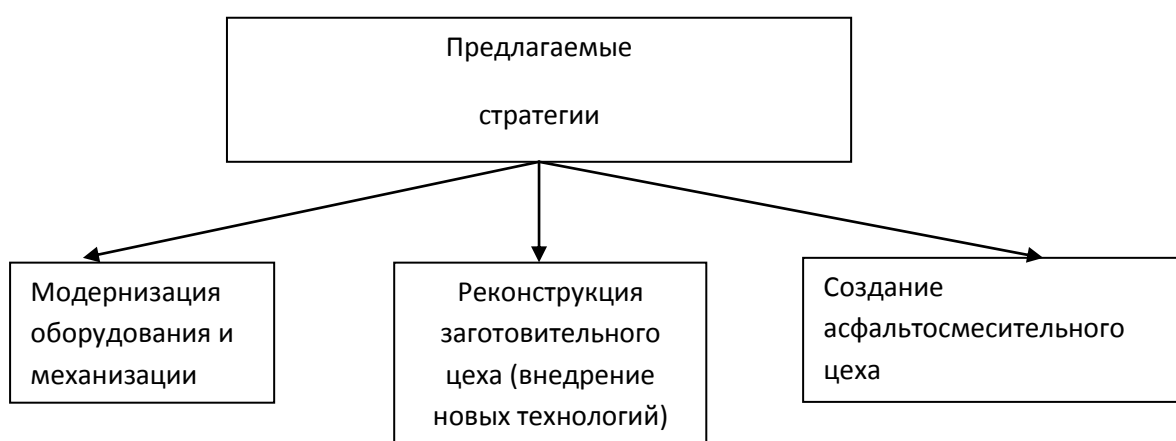 Предлагаемые
стратегии
Модернизация
оборудования и
механизации
Реконструкция
заготовительного
цеха (внедрение
новых технологий)
Создание
асфальтосмесительного
цеха